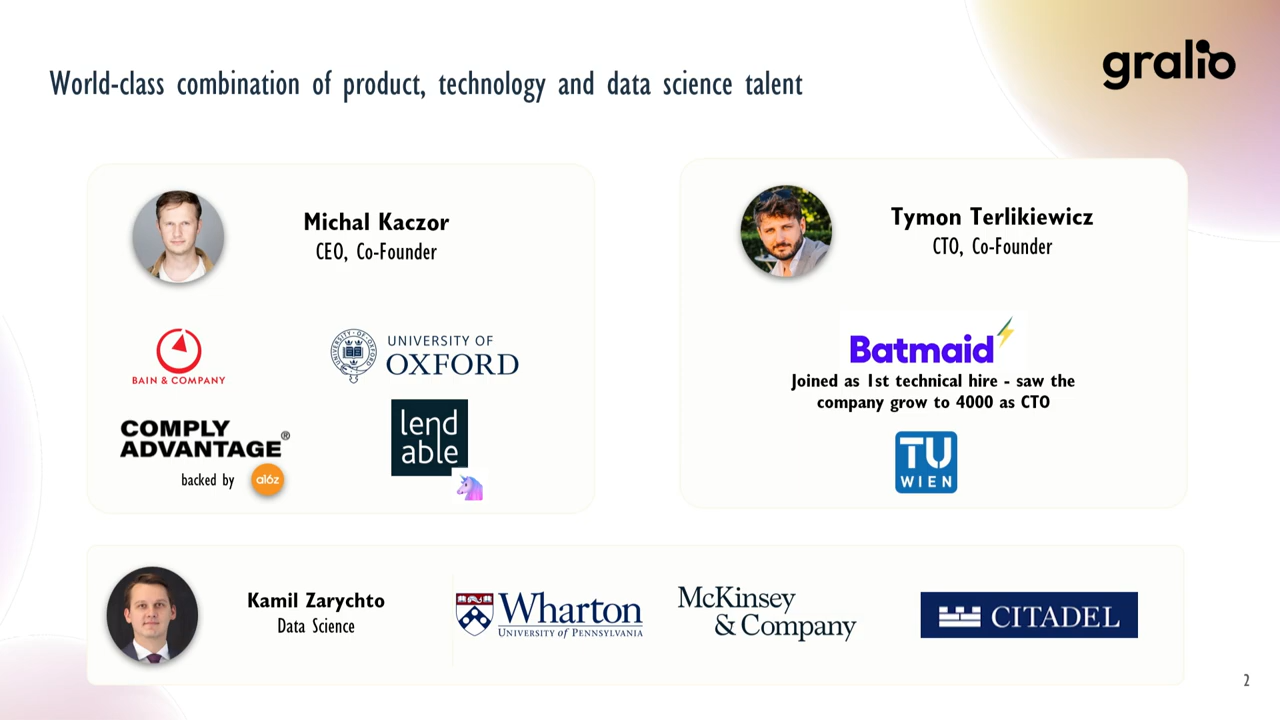 gralio
World-class combination of product, technology and data science talent
Michal Kaczor
CEO, Co-Founder
BAIN & COMPANY
UNIVERSITY OF
OXFORD
COMPLY
ADVANTAGE®
backed by a16z
lend
able
Tymon Terlikiewicz
CTO, Co-Founder
Batmaid
Joined as 1st technical hire - saw the
company grow to 4000 as CTO
TU
WIEN
Kamil Zarychto
Data Science
Wharton
UNIVERSITY of PENNSYLVANIA
McKinsey
& Company
CITADEL
2